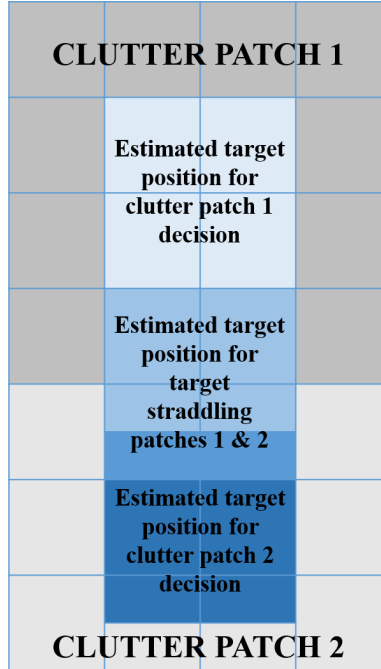 CLUTTER PATCH 1
Estimated target
position for
clutter patch 1
decision
Estimated target
position for
target
straddling
patches 1 & 2
Estimated target
position for
clutter patch 2
decision
CLUTTER PATCH 2